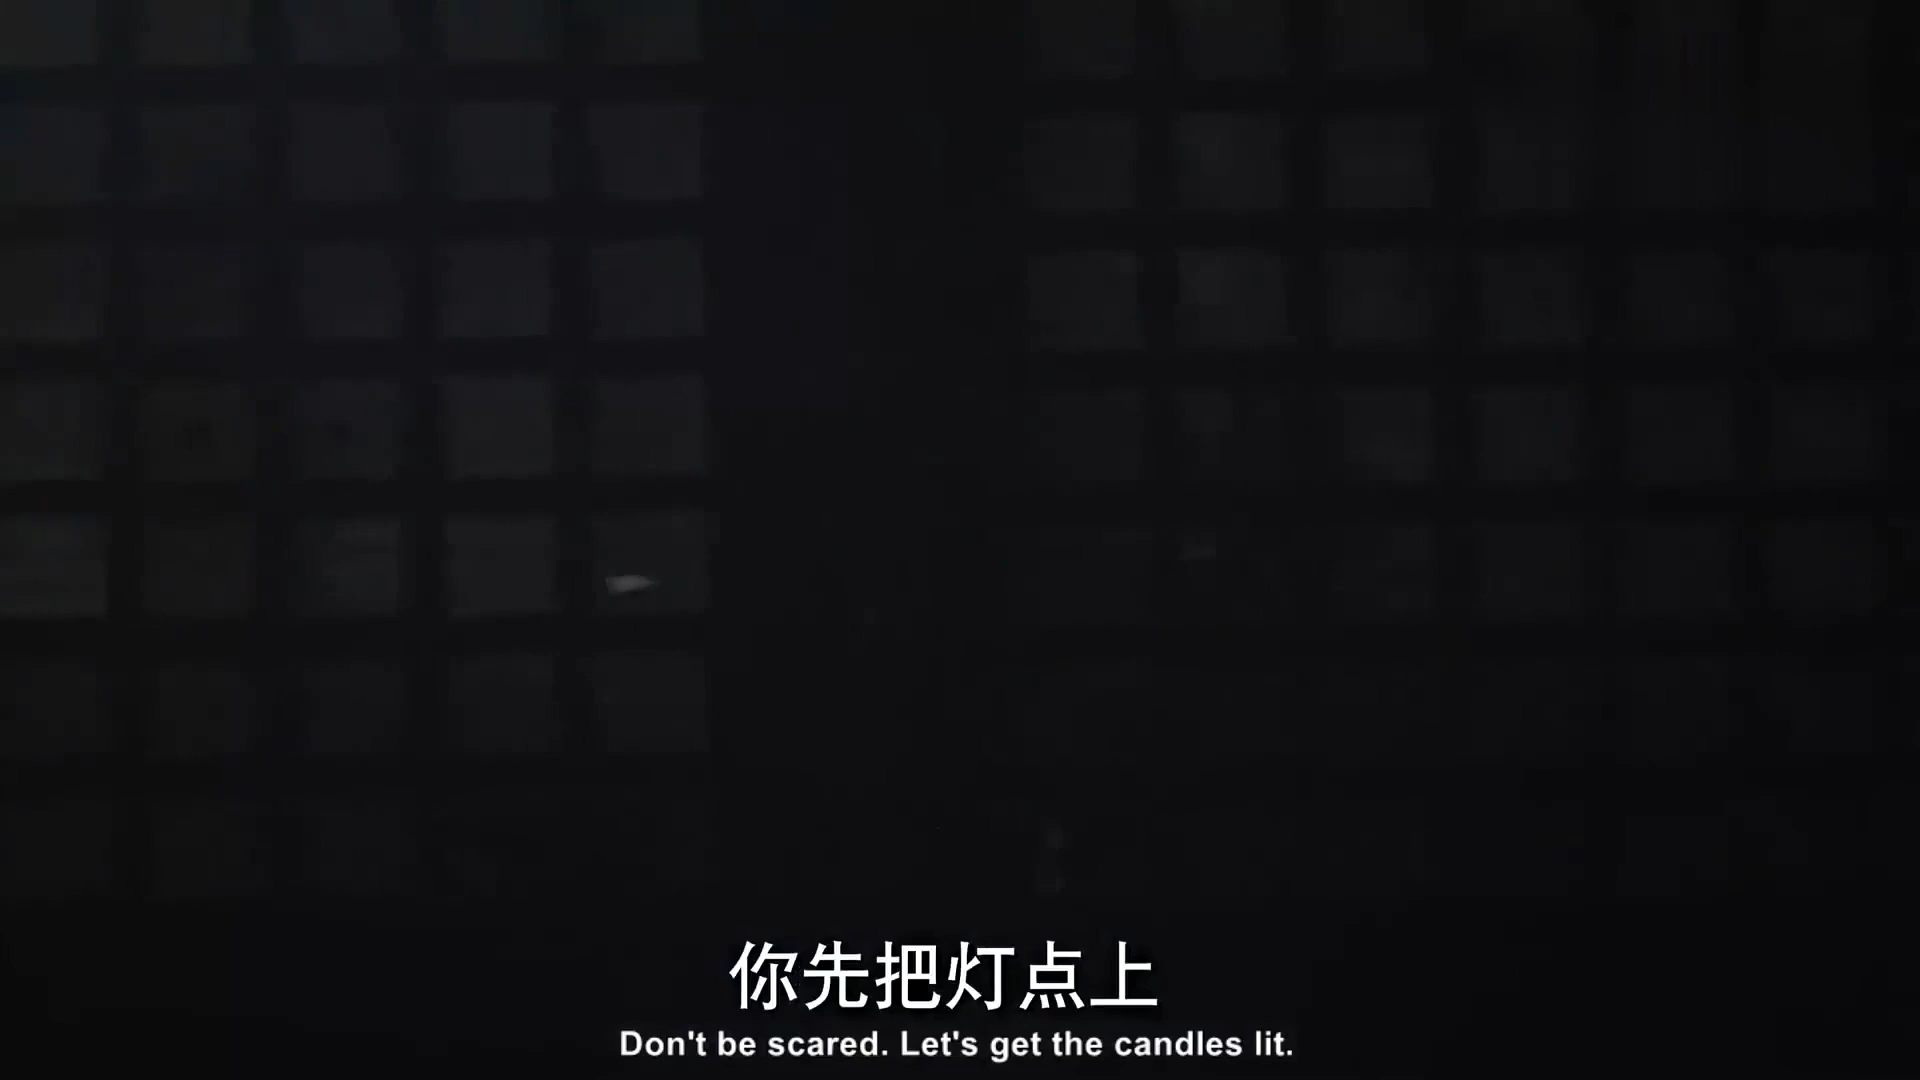 你先把灯点上
Don't be scared. Let's get the candles lit.